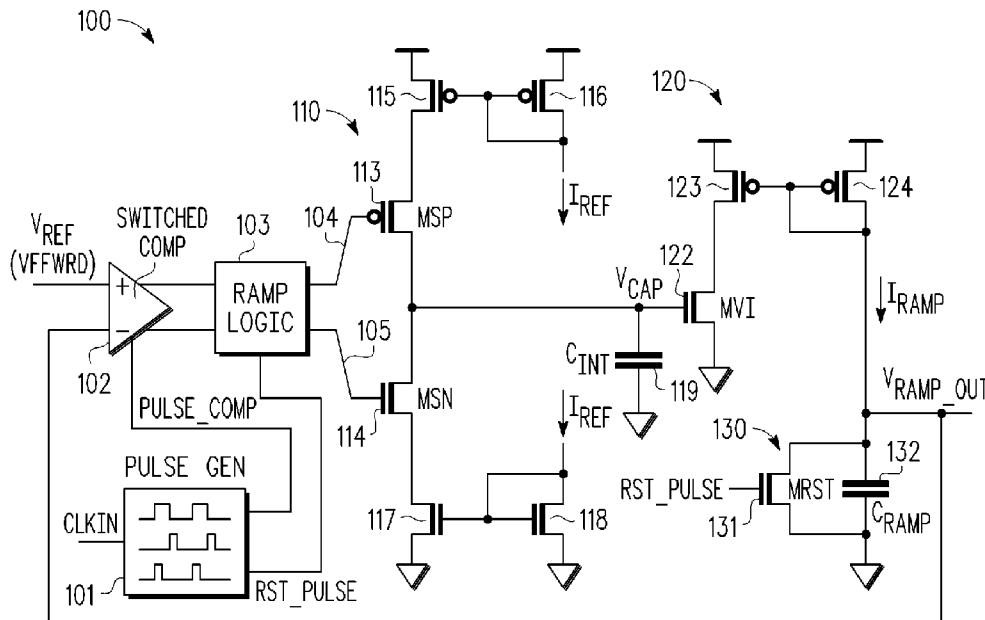 100
115
116
120
110
113
I_REF
123
124
SWITCHED
COMP
103
104
MSP
V_REF
(VFFWRD)
122
V_CAP
RAMP
LOGIC
I_RAMP
+
−
MVI
105
C_INT
102
119
V_RAMP_OUT
MSN
PULSE_COMP
114
I_REF
130
132
PULSE GEN
RST_PULSE
MRST
CLKIN
117
118
131
C_RAMP
101
RST_PULSE